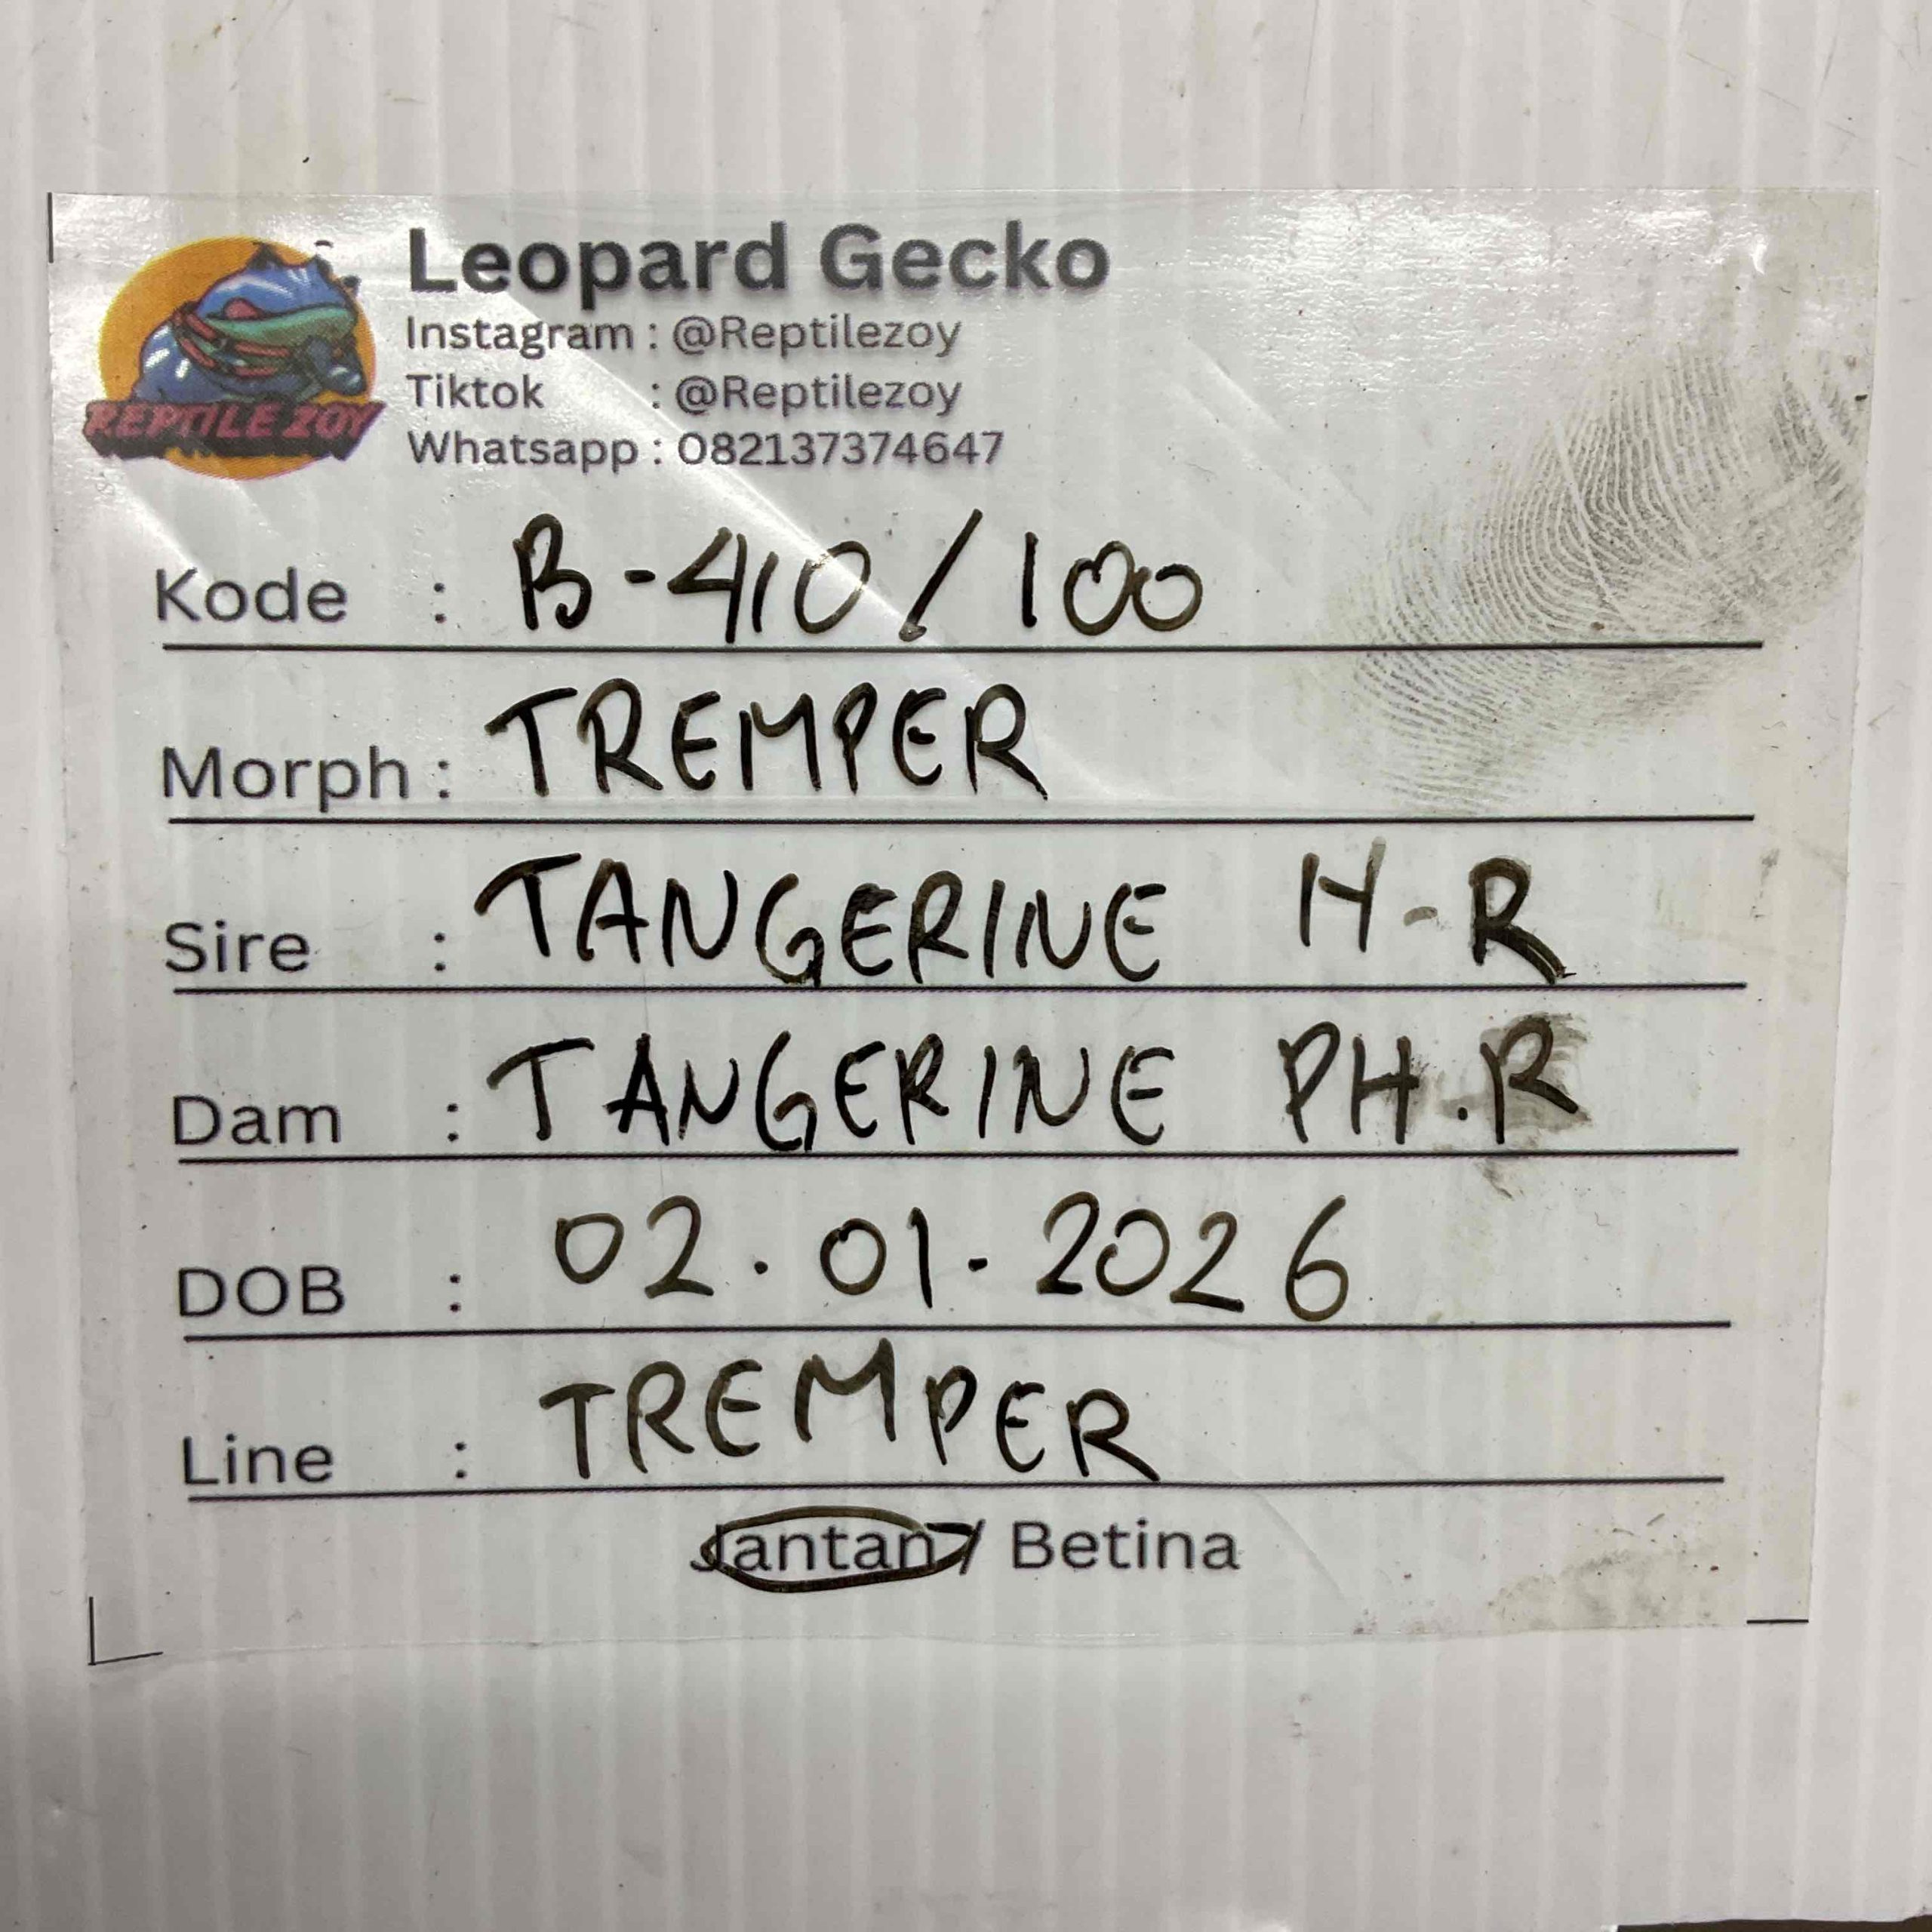 REPTILE ZOY
Leopard Gecko
Instagram : @Reptilezoy
Tiktok : @Reptilezoy
Whatsapp : 082137374647
Kode : B-410/100
Morph : TREMPER
Sire : TANGERINE H-R
Dam : TANGERINE PH.R
DOB : 02.01.2026
Line : TREMPER
Jantan / Betina